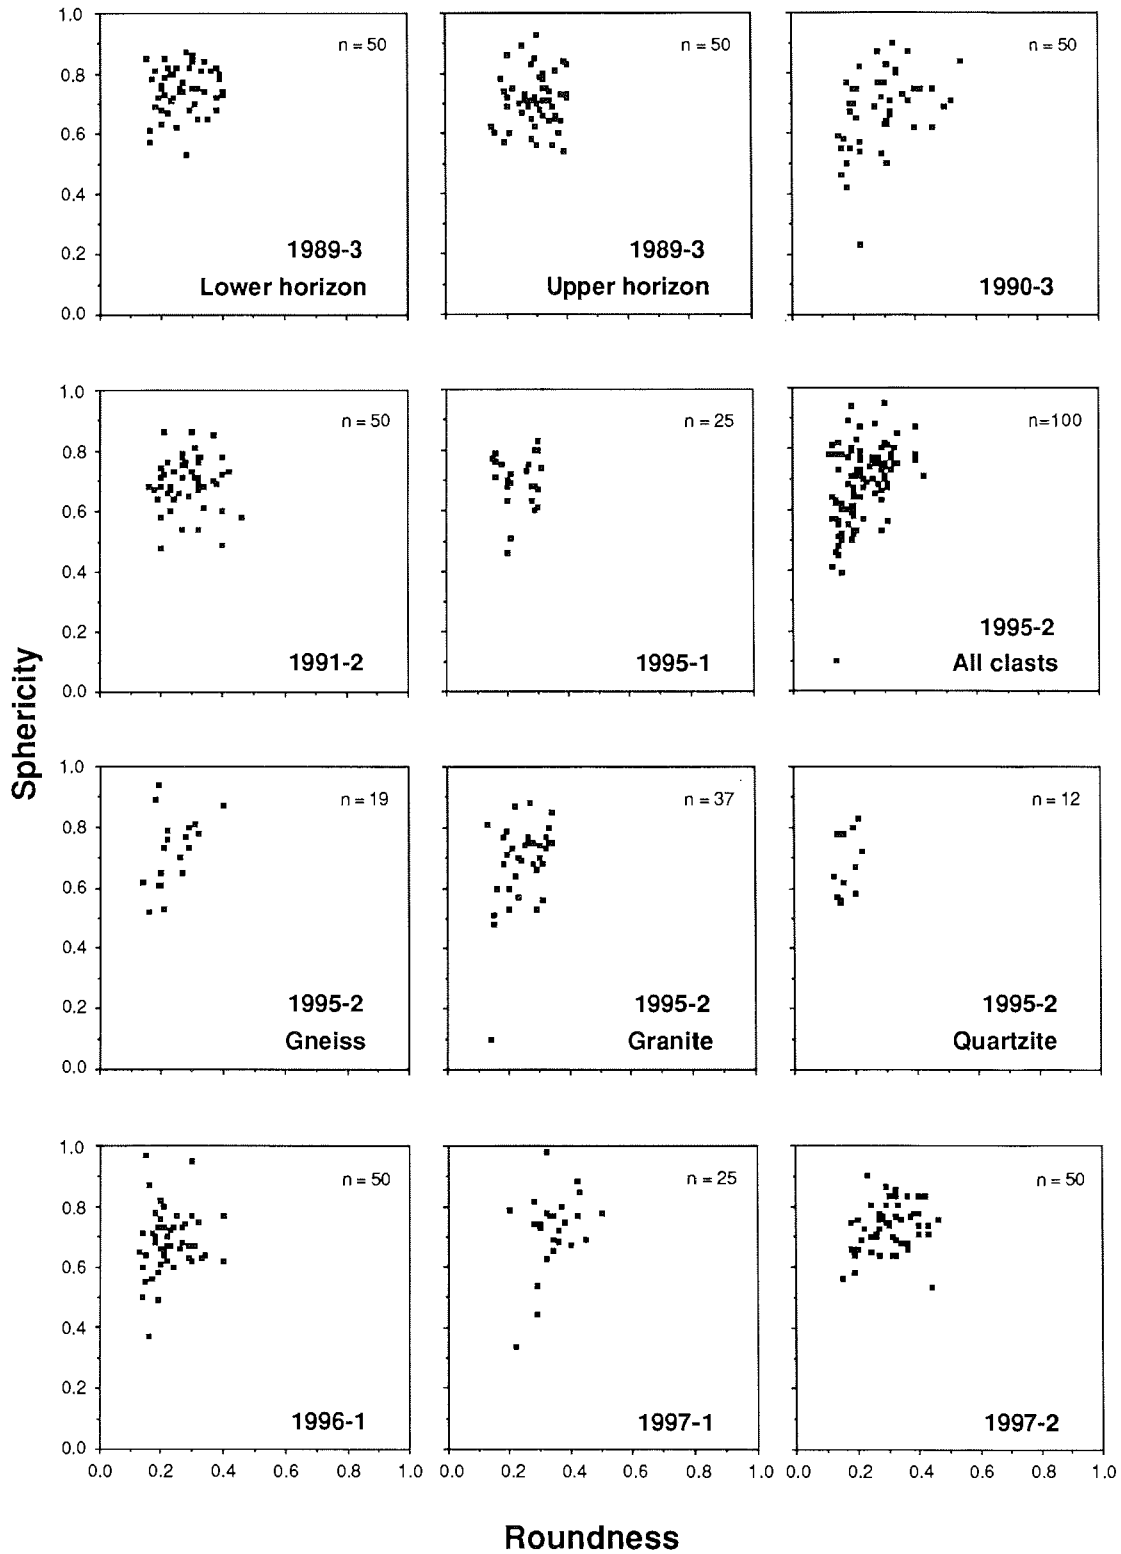 1.0
0.8
0.6
0.4
0.2
0.0
n = 50
1989-3
Lower horizon
n = 50
1989-3
Upper horizon
n = 50
1990-3
1.0
0.8
0.6
0.4
0.2
0.0
n = 50
1991-2
n = 25
1995-1
n=100
1995-2
All clasts
Sphericity
1.0
0.8
0.6
0.4
0.2
0.0
n = 19
1995-2
Gneiss
n = 37
1995-2
Granite
n = 12
1995-2
Quartzite
1.0
0.8
0.6
0.4
0.2
0.0
n = 50
1996-1
n = 25
1997-1
n = 50
1997-2
0.0 0.2 0.4 0.6 0.8 1.0
0.0 0.2 0.4 0.6 0.8 1.0
0.0 0.2 0.4 0.6 0.8 1.0
Roundness